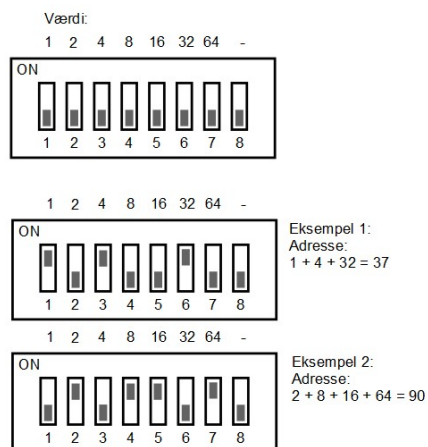 Værdi:
1 2 4 8 16 32 64 -
ON
1 2 3 4 5 6 7 8
1 2 4 8 16 32 64 -
ON
1 2 3 4 5 6 7 8
Eksempel 1:
Adresse:
1 + 4 + 32 = 37
1 2 4 8 16 32 64 -
ON
1 2 3 4 5 6 7 8
Eksempel 2:
Adresse:
2 + 8 + 16 + 64 = 90